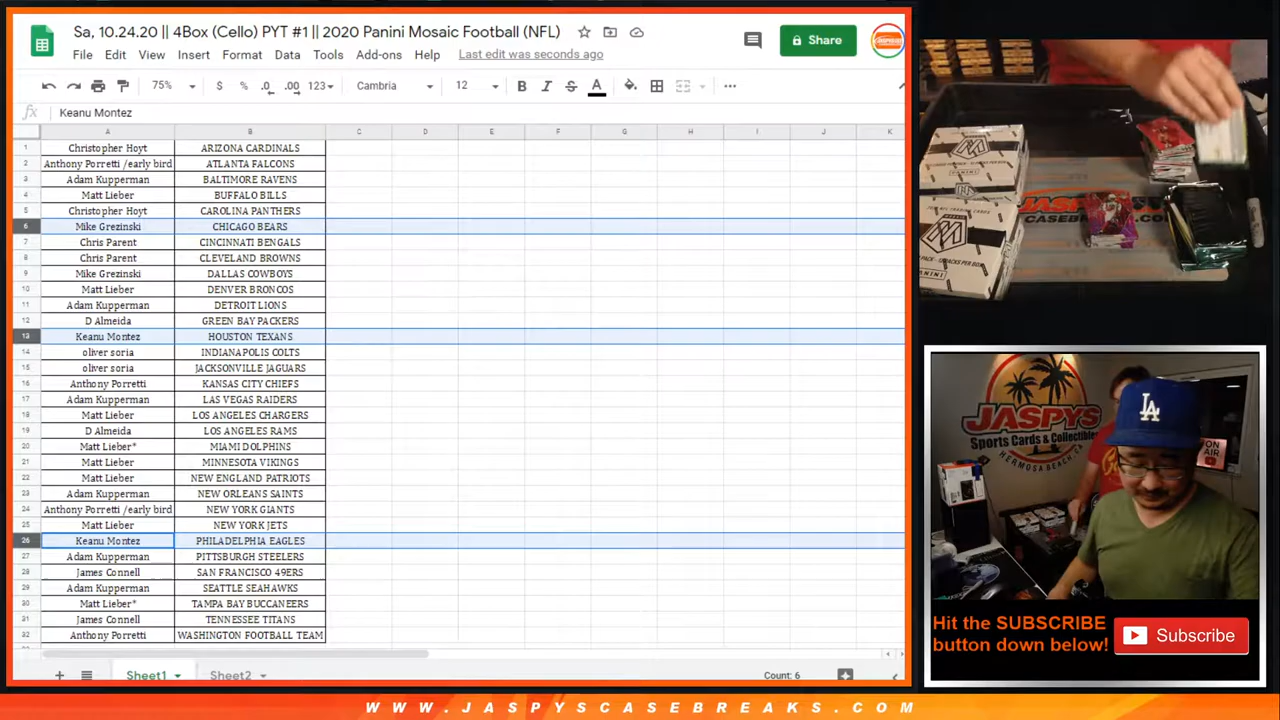 Sa, 10.24.20 || 4Box (Cello) PYT #1 || 2020 Panini Mosaic Football (NFL)
Share
File Edit View Insert Format Data Tools Add-ons Help Last edit was seconds ago
75% $ % .0 .00 123 Cambria 12 B I S A
fx Keanu Montez
A B C D E F G H I J K
1 Christopher Hoyt ARIZONA CARDINALS
2 Anthony Porretti /early bird ATLANTA FALCONS
3 Adam Kupperman BALTIMORE RAVENS
4 Matt Lieber BUFFALO BILLS
5 Christopher Hoyt CAROLINA PANTHERS
6 Mike Grezinski CHICAGO BEARS
7 Chris Parent CINCINNATI BENGALS
8 Chris Parent CLEVELAND BROWNS
9 Mike Grezinski DALLAS COWBOYS
10 Matt Lieber DENVER BRONCOS
11 Adam Kupperman DETROIT LIONS
12 D Almeida GREEN BAY PACKERS
13 Keanu Montez HOUSTON TEXANS
14 oliver soria INDIANAPOLIS COLTS
15 oliver soria JACKSONVILLE JAGUARS
16 Anthony Porretti KANSAS CITY CHIEFS
17 Adam Kupperman LAS VEGAS RAIDERS
18 Matt Lieber LOS ANGELES CHARGERS
19 D Almeida LOS ANGELES RAMS
20 Matt Lieber* MIAMI DOLPHINS
21 Matt Lieber MINNESOTA VIKINGS
22 Matt Lieber NEW ENGLAND PATRIOTS
23 Adam Kupperman NEW ORLEANS SAINTS
24 Anthony Porretti /early bird NEW YORK GIANTS
25 Matt Lieber NEW YORK JETS
26 Keanu Montez PHILADELPHIA EAGLES
27 Adam Kupperman PITTSBURGH STEELERS
28 James Connell SAN FRANCISCO 49ERS
29 Adam Kupperman SEATTLE SEAHAWKS
30 Matt Lieber* TAMPA BAY BUCCANEERS
31 James Connell TENNESSEE TITANS
32 Anthony Porretti WASHINGTON FOOTBALL TEAM
Sheet1 Sheet2 Count: 6
PANINI
JASPYS
Sports Cards & Collectibles
HERMOSA BEACH, CA
LA
ON AIR
Hit the SUBSCRIBE
button down below!
Subscribe
WWW.JASPYSCASEBREAKS.COM